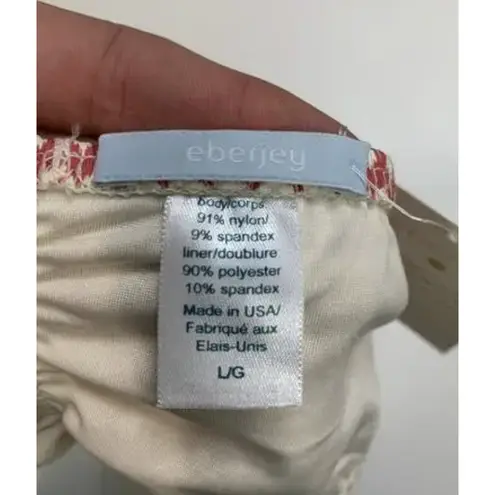 eberjey
body/corps:
91% nylon/
9% spandex
liner/doublure
90% polyester
10% spandex
Made in USA/
Fabriqué aux
Elais-Unis
L/G